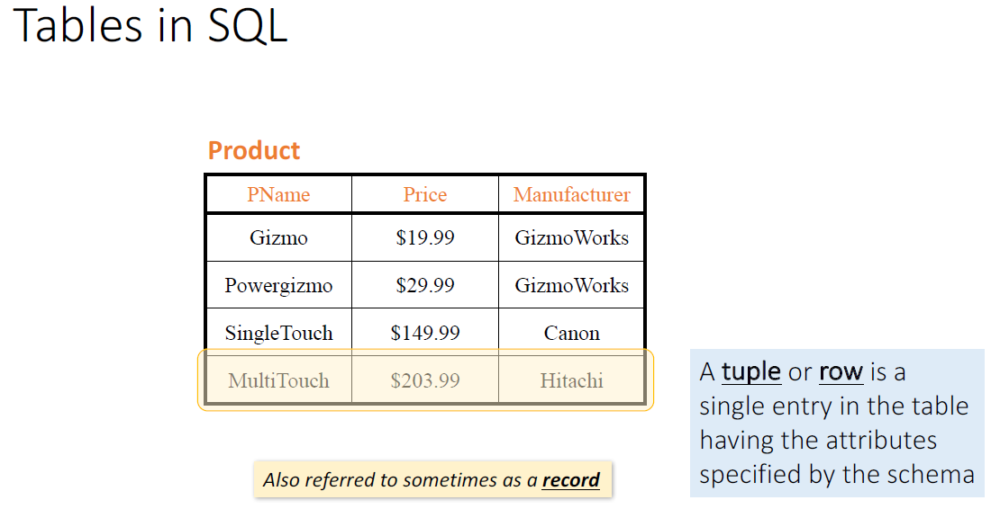 Tables in SQL
Product
PName Price Manufacturer
Gizmo $19.99 GizmoWorks
Powergizmo $29.99 GizmoWorks
SingleTouch $149.99 Canon
MultiTouch $203.99 Hitachi
A tuple or row is a
single entry in the table
having the attributes
specified by the schema
Also referred to sometimes as a record